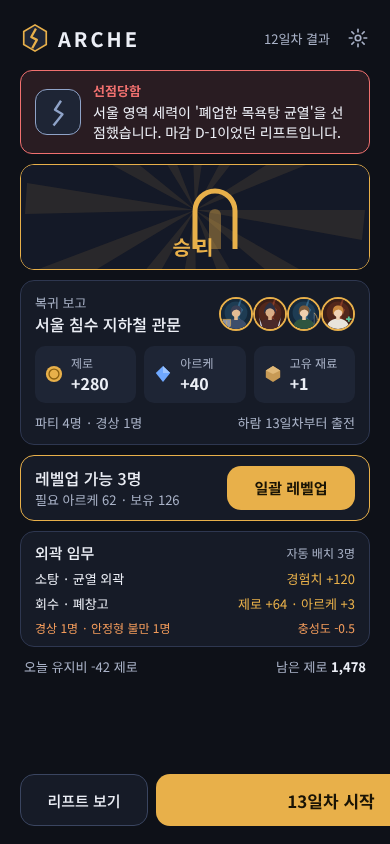 ARCHE
12일차 결과
선점당함
서울 영역 세력이 '폐업한 목욕탕 균열'을 선
점했습니다. 마감 D-1이었던 리프트입니다.
승리
복귀 보고
서울 침수 지하철 관문
제로
+280
아르케
+40
고유 재료
+1
파티 4명 · 경상 1명
하람 13일차부터 출전
레벨업 가능 3명
필요 아르케 62 · 보유 126
일괄 레벨업
외곽 임무
자동 배치 3명
소탕 · 균열 외곽
경험치 +120
회수 · 폐창고
제로 +64 · 아르케 +3
경상 1명 · 안정형 불만 1명
충성도 -0.5
오늘 유지비 -42 제로
남은 제로 1,478
리프트 보기
13일차 시작